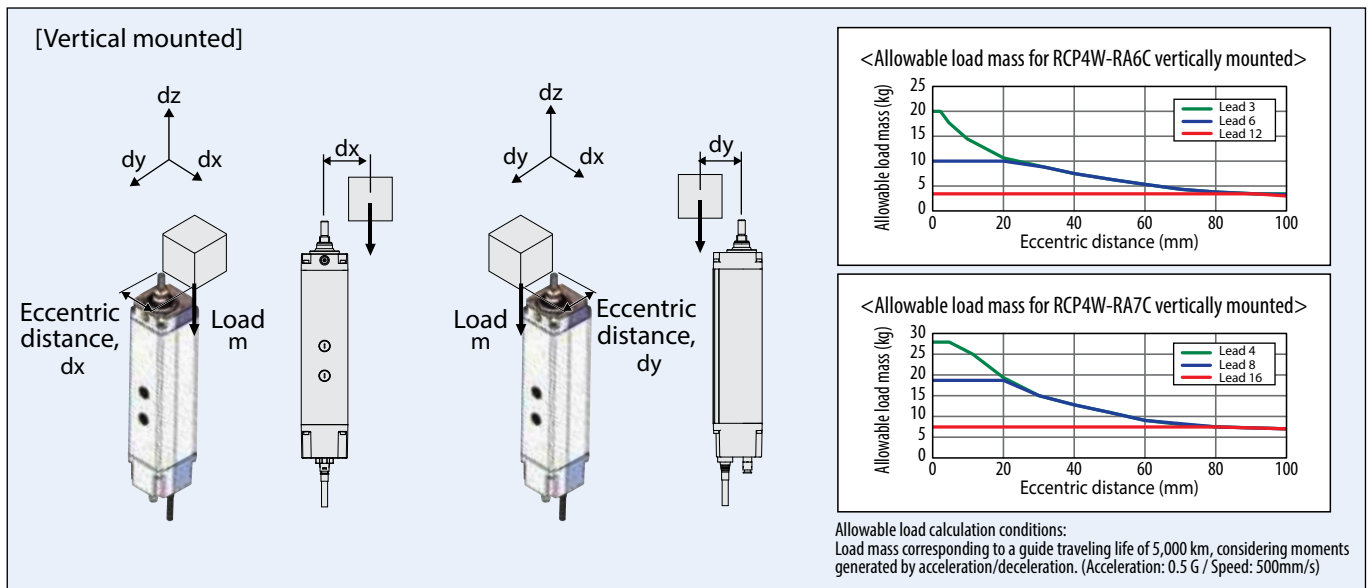 [Vertical mounted]
dz
dy
dx
dx
Eccentric
distance,
dx
Load
m
dz
dy
dx
dy
Load
m
Eccentric
distance,
dy
<Allowable load mass for RCP4W-RA6C vertically mounted>
Allowable load mass (kg)
25
20
15
10
5
0
Lead 3
Lead 6
Lead 12
0 20 40 60 80 100
Eccentric distance (mm)
<Allowable load mass for RCP4W-RA7C vertically mounted>
Allowable load mass (kg)
30
25
20
15
10
5
0
Lead 4
Lead 8
Lead 16
0 20 40 60 80 100
Eccentric distance (mm)
Allowable load calculation conditions:
Load mass corresponding to a guide traveling life of 5,000 km, considering moments
generated by acceleration/deceleration. (Acceleration: 0.5 G / Speed: 500mm/s)